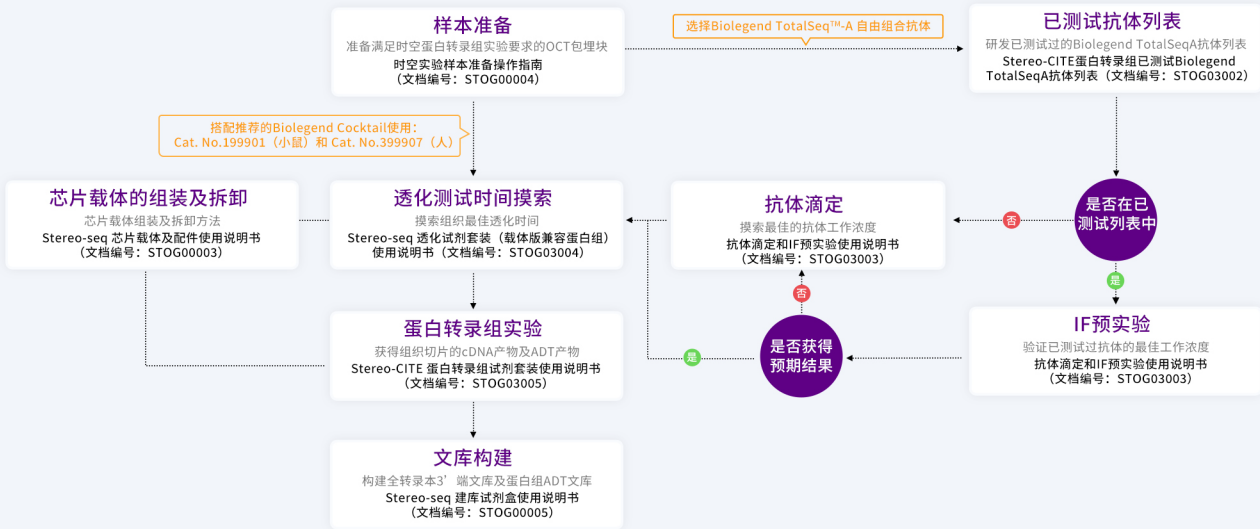 样本准备
准备满足时空蛋白转录组实验要求的OCT包埋块
时空实验样本准备操作指南
（文档编号：STOG00004）
选择Biolegend TotalSeq™-A 自由组合抗体
已测试抗体列表
研发已测试过的Biolegend TotalSeqA抗体列表
Stereo-CITE蛋白转录组已测试Biolegend
TotalSeqA抗体列表（文档编号：STOG03002）
搭配推荐的Biolegend Cocktail使用：
Cat. No.199901（小鼠）和 Cat. No.399907（人）
芯片载体的组装及拆卸
芯片载体组装及拆卸方法
Stereo-seq 芯片载体及配件使用说明书
（文档编号：STOG00003）
透化测试时间摸索
摸索组织最佳透化时间
Stereo-seq 透化试剂套装（载体版兼容蛋白组）
使用说明书（文档编号：STOG03004）
抗体滴定
摸索最佳的抗体工作浓度
抗体滴定和IF预实验使用说明书
（文档编号：STOG03003）
否
是否在已
测试列表中
是
否
蛋白转录组实验
获得组织切片的cDNA产物及ADT产物
Stereo-CITE 蛋白转录组试剂套装使用说明书
（文档编号：STOG03005）
是
是否获得
预期结果
IF预实验
验证已测试过抗体的最佳工作浓度
抗体滴定和IF预实验使用说明书
（文档编号：STOG03003）
文库构建
构建全转录本3’端文库及蛋白组ADT文库
Stereo-seq 建库试剂盒使用说明书
（文档编号：STOG00005）